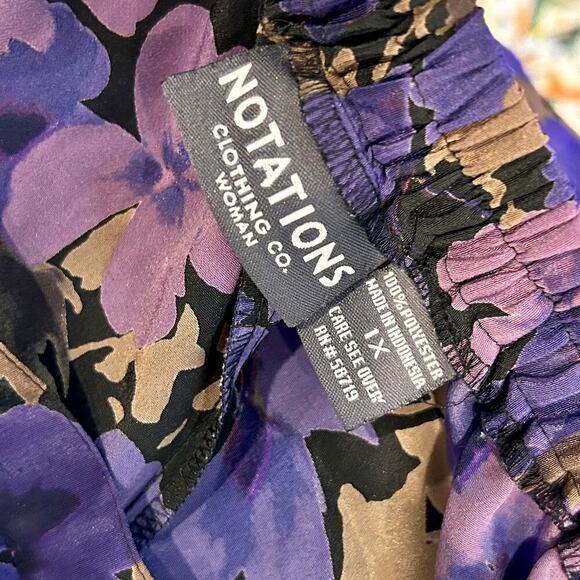 NOTATIONS
CLOTHING CO.
WOMAN
1X
100% POLYESTER
MADE IN INDONESIA
CARE SEE OVER
RN#58719